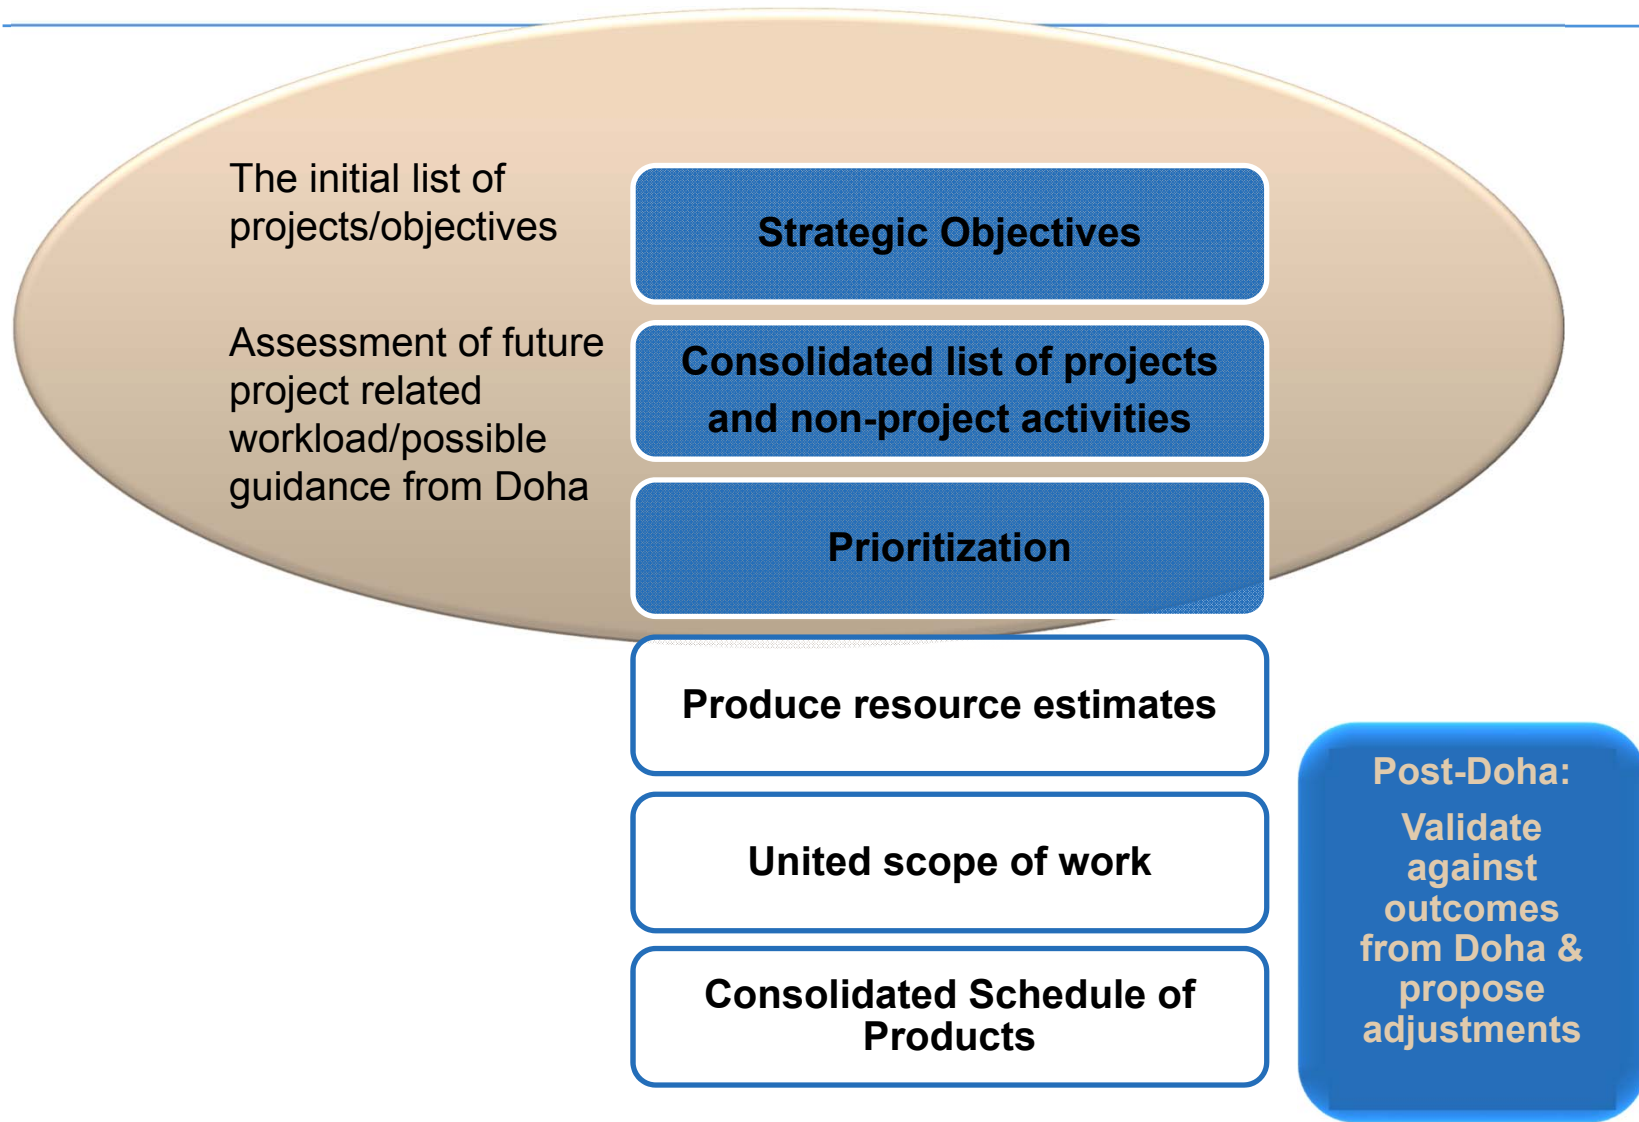 The initial list of
projects/objectives
Strategic Objectives
Assessment of future
project related
workload/possible
guidance from Doha
Consolidated list of projects
and non-project activities
Prioritization
Produce resource estimates
United scope of work
Consolidated Schedule of
Products
Post-Doha:
Validate
against
outcomes
from Doha &
propose
adjustments